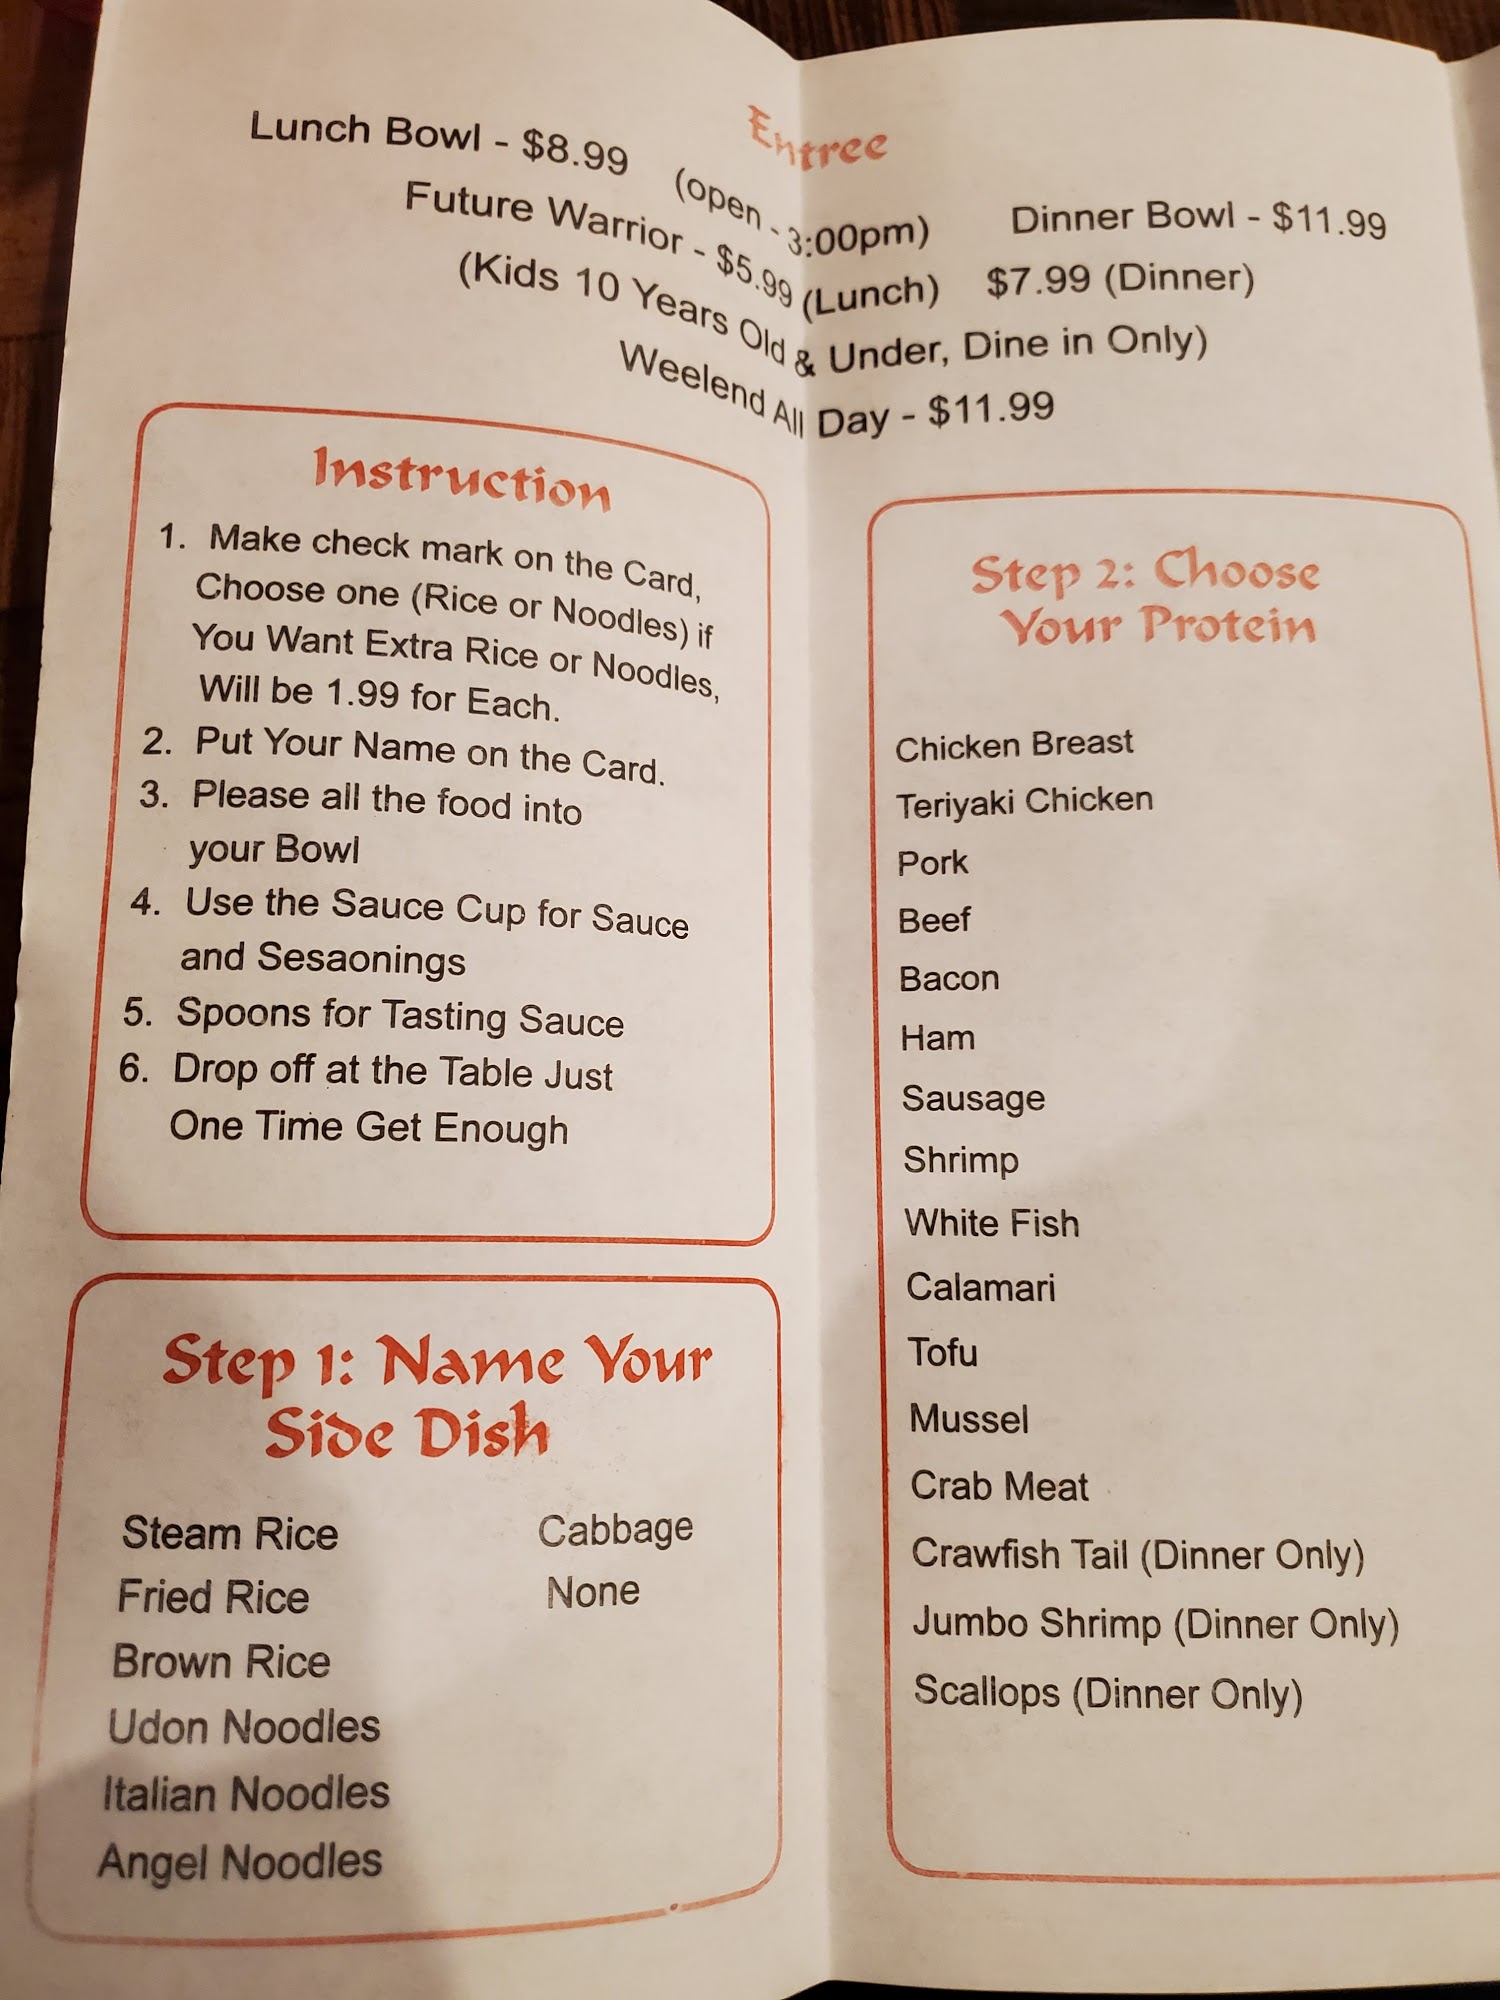 Entree
Lunch Bowl - $8.99 (open - 3:00pm) Dinner Bowl - $11.99
Future Warrior - $5.99 (Lunch) $7.99 (Dinner)
(Kids 10 Years Old & Under, Dine in Only)
Weelend All Day - $11.99
Instruction
1. Make check mark on the Card,
Choose one (Rice or Noodles) if
You Want Extra Rice or Noodles,
Will be 1.99 for Each.
2. Put Your Name on the Card.
3. Please all the food into
your Bowl
4. Use the Sauce Cup for Sauce
and Sesaonings
5. Spoons for Tasting Sauce
6. Drop off at the Table Just
One Time Get Enough
Step 1: Name Your
Side Dish
Steam Rice Cabbage
Fried Rice None
Brown Rice
Udon Noodles
Italian Noodles
Angel Noodles
Step 2: Choose
Your Protein
Chicken Breast
Teriyaki Chicken
Pork
Beef
Bacon
Ham
Sausage
Shrimp
White Fish
Calamari
Tofu
Mussel
Crab Meat
Crawfish Tail (Dinner Only)
Jumbo Shrimp (Dinner Only)
Scallops (Dinner Only)